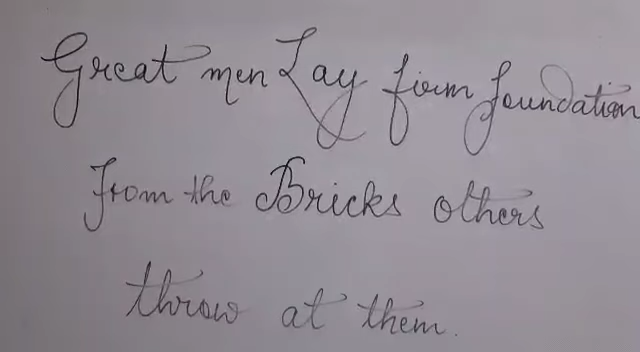 Great men Lay firm foundation
from the Bricks others
throw at them.